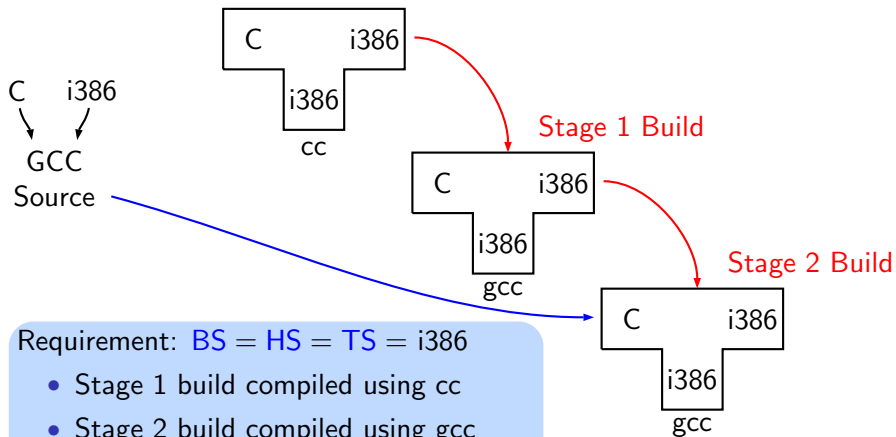 C i386
i386
cc
C i386
GCC
Source
Stage 1 Build
C i386
i386
gcc
Stage 2 Build
C i386
i386
gcc
Requirement: BS = HS = TS = i386
• Stage 1 build compiled using cc
• Stage 2 build compiled using gcc